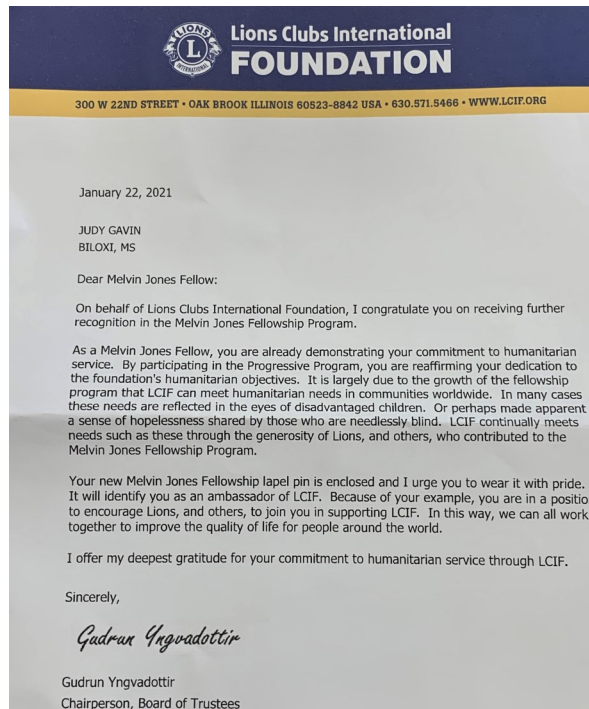 LIONS
L
INTERNATIONAL
Lions Clubs International
FOUNDATION
300 W 22ND STREET • OAK BROOK ILLINOIS 60523-8842 USA • 630.571.5466 • WWW.LCIF.ORG
January 22, 2021
JUDY GAVIN
BILOXI, MS
Dear Melvin Jones Fellow:
On behalf of Lions Clubs International Foundation, I congratulate you on receiving further
recognition in the Melvin Jones Fellowship Program.
As a Melvin Jones Fellow, you are already demonstrating your commitment to humanitarian
service. By participating in the Progressive Program, you are reaffirming your dedication to
the foundation's humanitarian objectives. It is largely due to the growth of the fellowship
program that LCIF can meet humanitarian needs in communities worldwide. In many cases
these needs are reflected in the eyes of disadvantaged children. Or perhaps made apparent
a sense of hopelessness shared by those who are needlessly blind. LCIF continually meets
needs such as these through the generosity of Lions, and others, who contributed to the
Melvin Jones Fellowship Program.
Your new Melvin Jones Fellowship lapel pin is enclosed and I urge you to wear it with pride.
It will identify you as an ambassador of LCIF. Because of your example, you are in a positio
to encourage Lions, and others, to join you in supporting LCIF. In this way, we can all work
together to improve the quality of life for people around the world.
I offer my deepest gratitude for your commitment to humanitarian service through LCIF.
Sincerely,
Gudrun Yngvadottir
Gudrun Yngvadottir
Chairperson, Board of Trustees